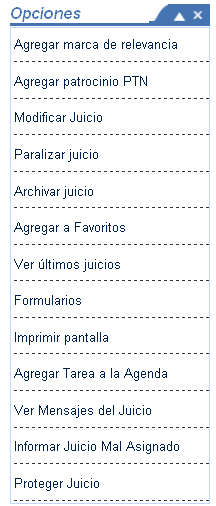 Opciones
Agregar marca de relevancia
Agregar patrocinio PTN
Modificar Juicio
Paralizar juicio
Archivar juicio
Agregar a Favoritos
Ver últimos juicios
Formularios
Imprimir pantalla
Agregar Tarea a la Agenda
Ver Mensajes del Juicio
Informar Juicio Mal Asignado
Proteger Juicio